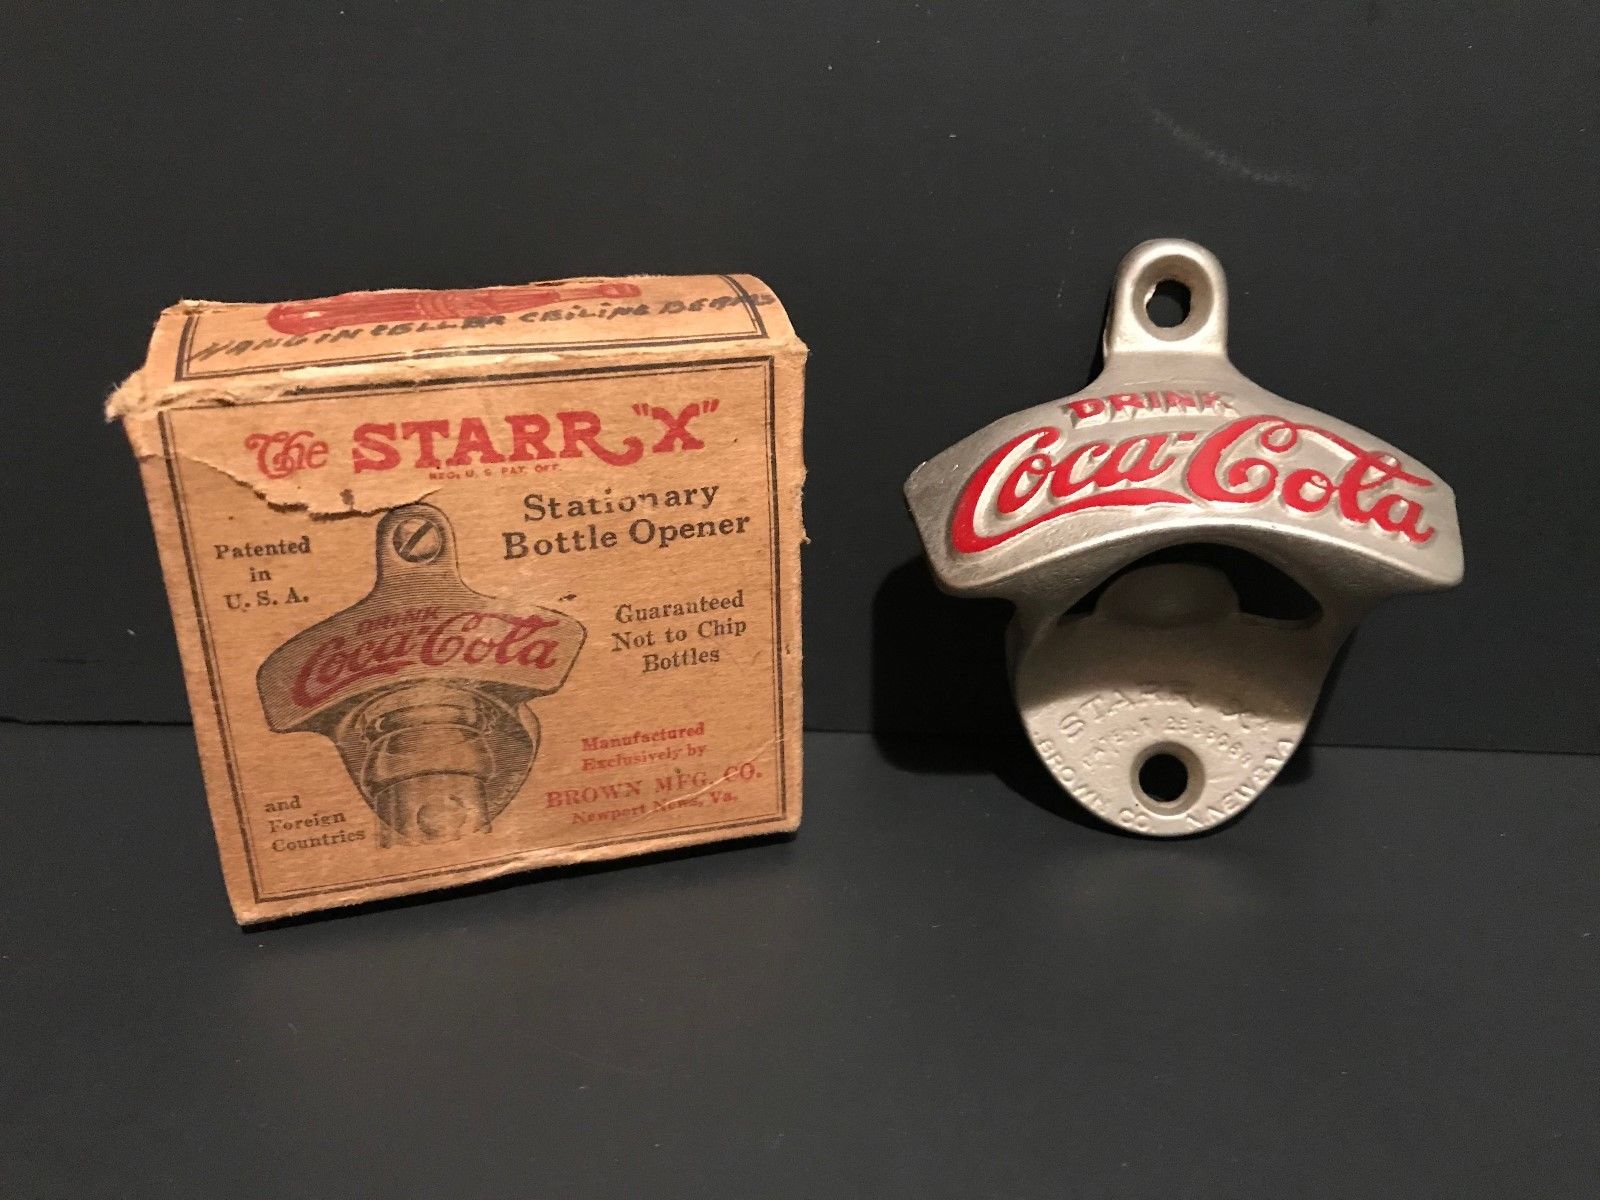 HANG IN CELLAR CEILING BEAMS
The STARR "X"
REG. U. S. PAT. OFF.
Stationary
Bottle Opener
Patented
in
U. S. A.
Guaranteed
Not to Chip
Bottles
DRINK
Coca-Cola
Manufactured
Exclusively by
BROWN MFG. CO.
Newport News, Va.
and
Foreign
Countries
DRINK
Coca-Cola
STARR X
PATENT
BROWN CO.